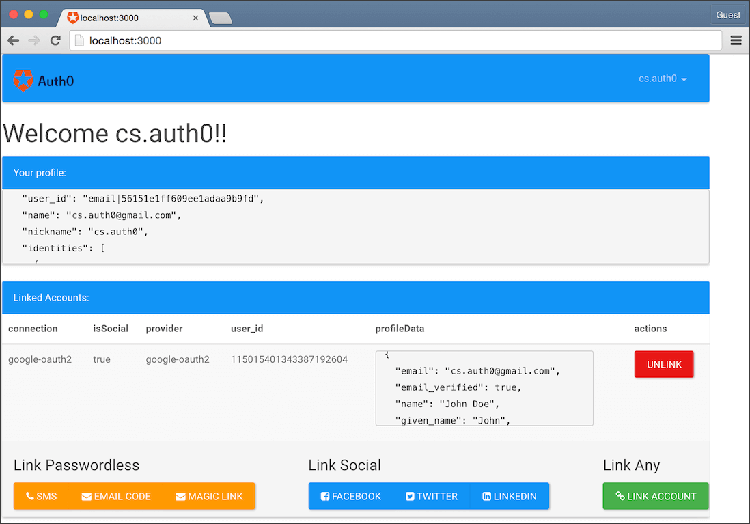 localhost:3000
Guest
localhost:3000
Auth0
cs.auth0
Welcome cs.auth0!!
Your profile:
"user_id": "email|56151e1ff609ee1adaa9b9fd",
"name": "cs.auth0@gmail.com",
"nickname": "cs.auth0",
"identities": [
{
Linked Accounts:
connection isSocial provider user_id profileData actions
google-oauth2 true google-oauth2 115015401343387192604
{
"email": "cs.auth0@gmail.com",
"email_verified": true,
"name": "John Doe",
"given_name": "John",
UNLINK
Link Passwordless Link Social Link Any
SMS EMAIL CODE MAGIC LINK FACEBOOK TWITTER LINKEDIN LINK ACCOUNT